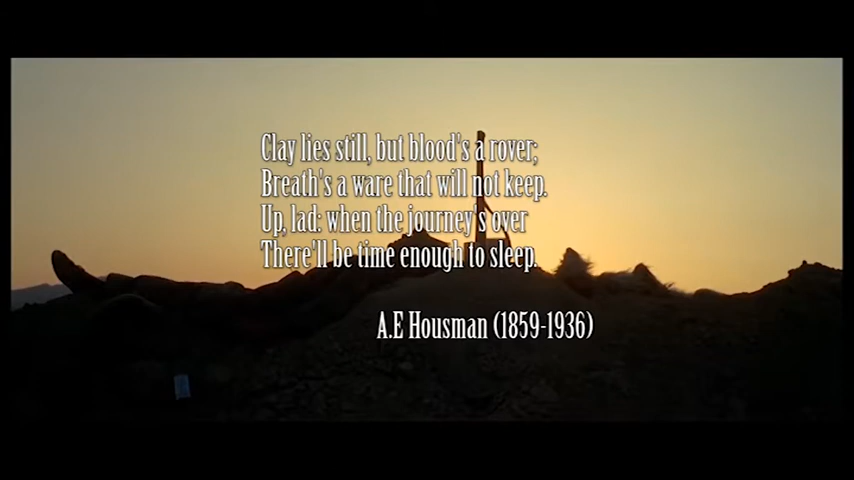 Clay lies still, but blood's a rover;
Breath's a ware that will not keep.
Up, lad: when the journey's over
There'll be time enough to sleep.
A.E Housman (1859-1936)